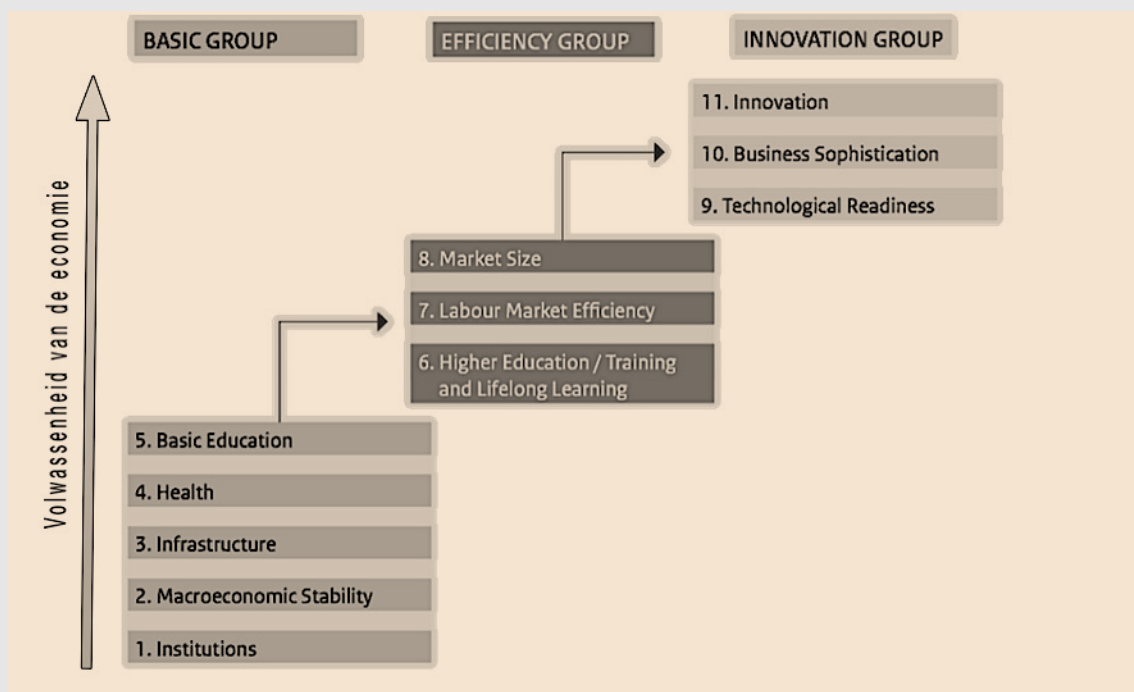 BASIC GROUP
EFFICIENCY GROUP
INNOVATION GROUP
Volwassenheid van de economie
11. Innovation
10. Business Sophistication
9. Technological Readiness
8. Market Size
7. Labour Market Efficiency
6. Higher Education / Training
and Lifelong Learning
5. Basic Education
4. Health
3. Infrastructure
2. Macroeconomic Stability
1. Institutions